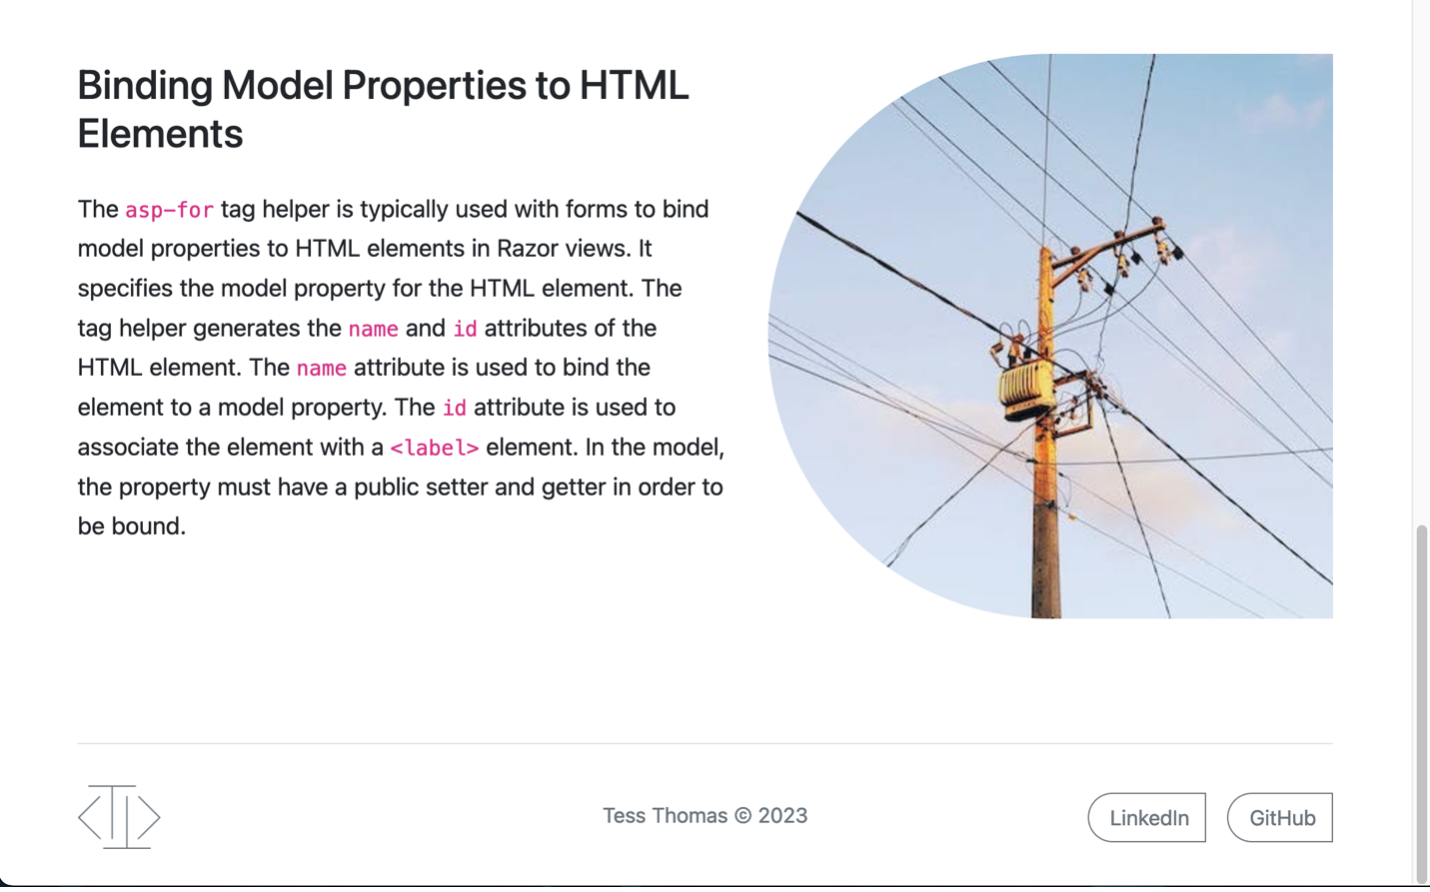 Binding Model Properties to HTML
Elements
The asp-for tag helper is typically used with forms to bind
model properties to HTML elements in Razor views. It
specifies the model property for the HTML element. The
tag helper generates the name and id attributes of the
HTML element. The name attribute is used to bind the
element to a model property. The id attribute is used to
associate the element with a <label> element. In the model,
the property must have a public setter and getter in order to
be bound.
Tess Thomas © 2023
LinkedIn
GitHub